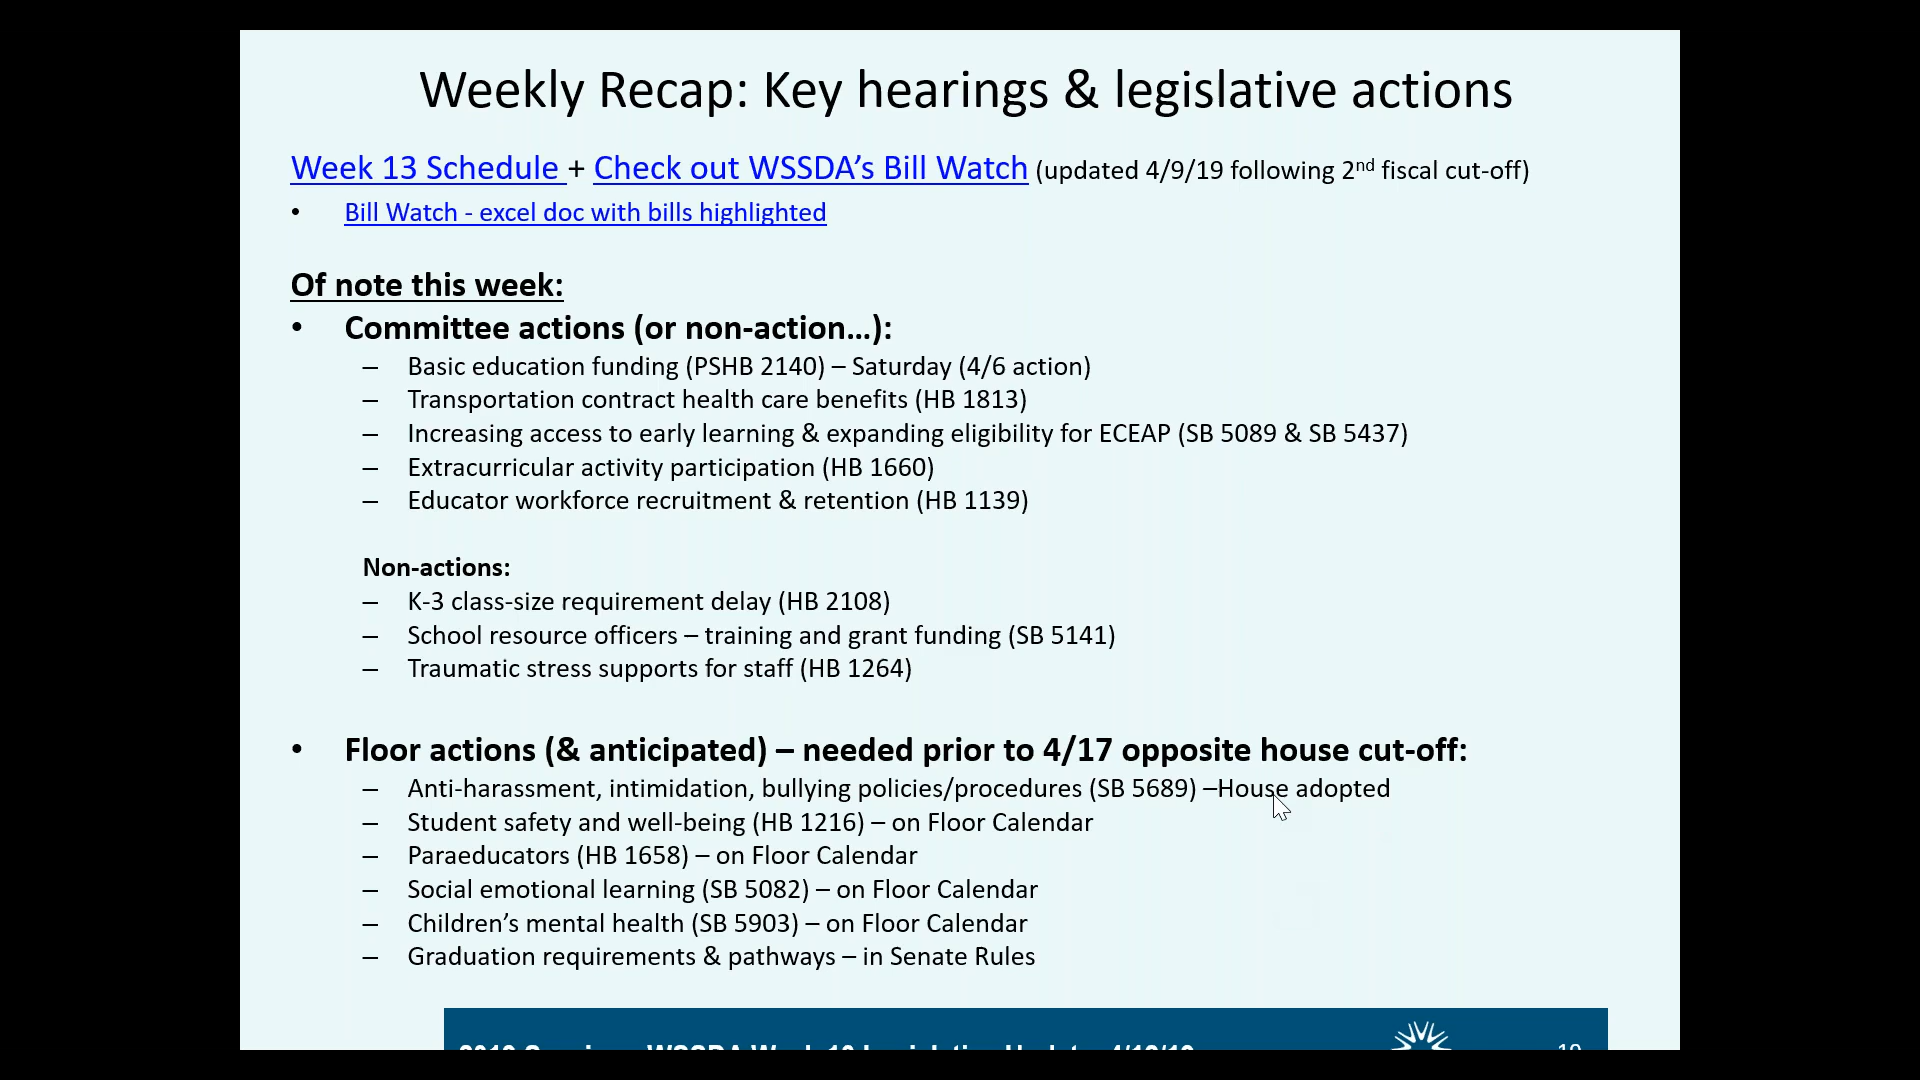 Weekly Recap: Key hearings & legislative actions
Week 13 Schedule + Check out WSSDA’s Bill Watch (updated 4/9/19 following 2nd fiscal cut-off)
• Bill Watch - excel doc with bills highlighted
Of note this week:
• Committee actions (or non-action…):
– Basic education funding (PSHB 2140) – Saturday (4/6 action)
– Transportation contract health care benefits (HB 1813)
– Increasing access to early learning & expanding eligibility for ECEAP (SB 5089 & SB 5437)
– Extracurricular activity participation (HB 1660)
– Educator workforce recruitment & retention (HB 1139)
Non-actions:
– K-3 class-size requirement delay (HB 2108)
– School resource officers – training and grant funding (SB 5141)
– Traumatic stress supports for staff (HB 1264)
• Floor actions (& anticipated) – needed prior to 4/17 opposite house cut-off:
– Anti-harassment, intimidation, bullying policies/procedures (SB 5689) –House adopted
– Student safety and well-being (HB 1216) – on Floor Calendar
– Paraeducators (HB 1658) – on Floor Calendar
– Social emotional learning (SB 5082) – on Floor Calendar
– Children’s mental health (SB 5903) – on Floor Calendar
– Graduation requirements & pathways – in Senate Rules